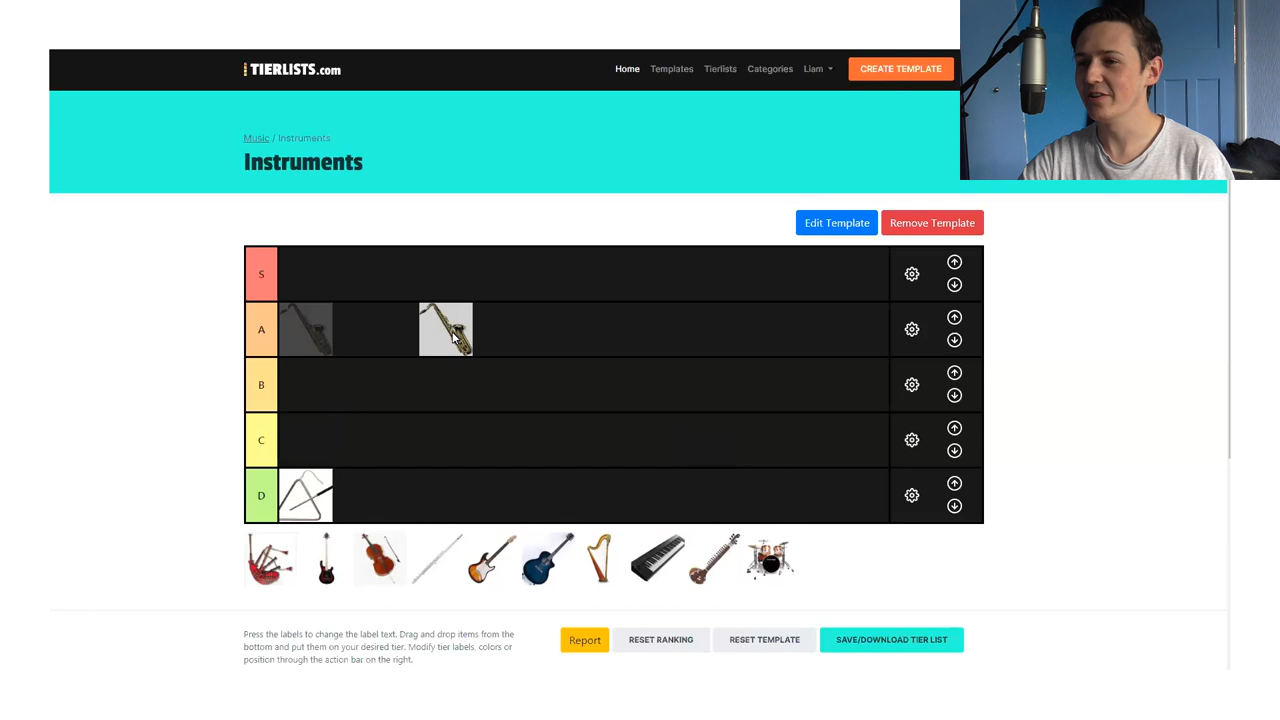 TIERLISTS.com
Home Templates Tierlists Categories Liam CREATE TEMPLATE
Music / Instruments
Instruments
Edit Template Remove Template
S
A
B
C
D
Press the labels to change the label text. Drag and drop items from the
bottom and put them on your desired tier. Modify tier labels, colors or
position through the action bar on the right.
Report RESET RANKING RESET TEMPLATE SAVE/DOWNLOAD TIER LIST